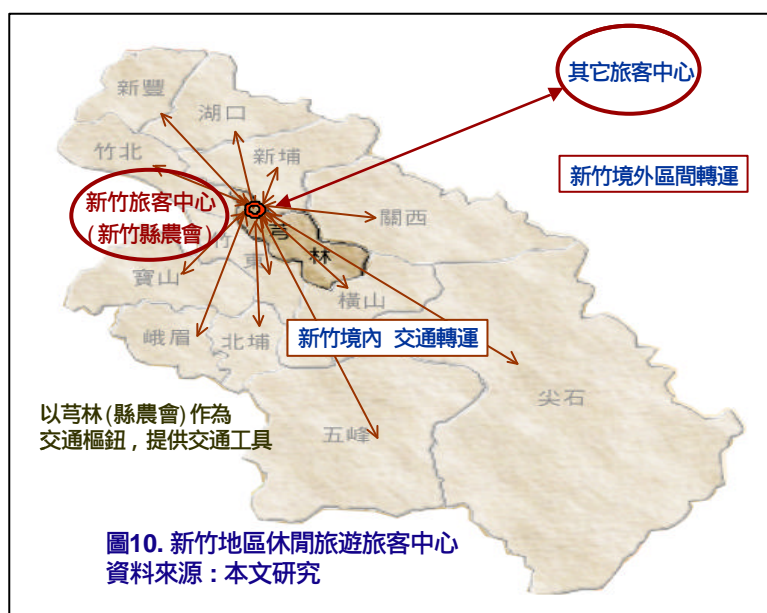 其它旅客中心
新豐
湖口
竹北
新埔
新竹境外區間轉運
新竹旅客中心
(新竹縣農會)
關西
芎
林
竹
東
寶山
橫山
峨眉
北埔
新竹境內 交通轉運
尖石
五峰
以芎林(縣農會)作為
交通樞鈕，提供交通工具
圖10. 新竹地區休閒旅遊旅客中心
資料來源：本文研究